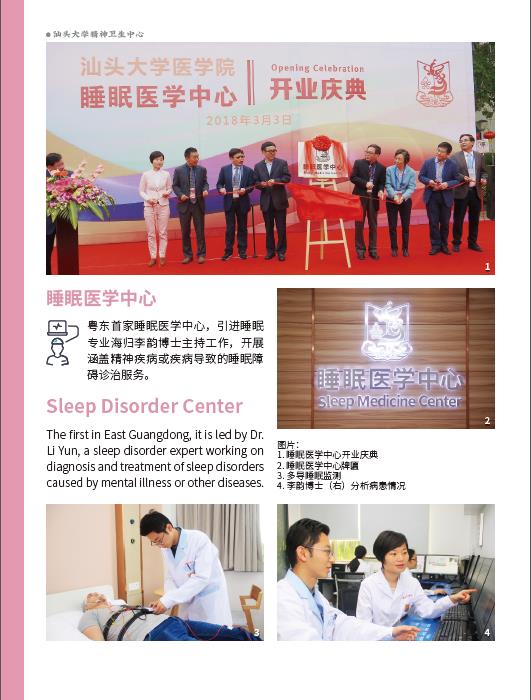 汕头大学精神卫生中心
汕头大学医学院
睡眠医学中心
Opening Celebration
开业庆典
2018年3月3日
睡眠医学中心
Sleep Medicine Center
1
睡眠医学中心
粤东首家睡眠医学中心，引进睡眠
专业海归李韵博士主持工作，开展
涵盖精神疾病或疾病导致的睡眠障
碍诊治服务。
Sleep Disorder Center
The first in East Guangdong, it is led by Dr.
Li Yun, a sleep disorder expert working on
diagnosis and treatment of sleep disorders
caused by mental illness or other diseases.
睡眠医学中心
Sleep Medicine Center
2
图片：
1. 睡眠医学中心开业庆典
2. 睡眠医学中心牌匾
3. 多导睡眠监测
4. 李韵博士（右）分析病患情况
3
4